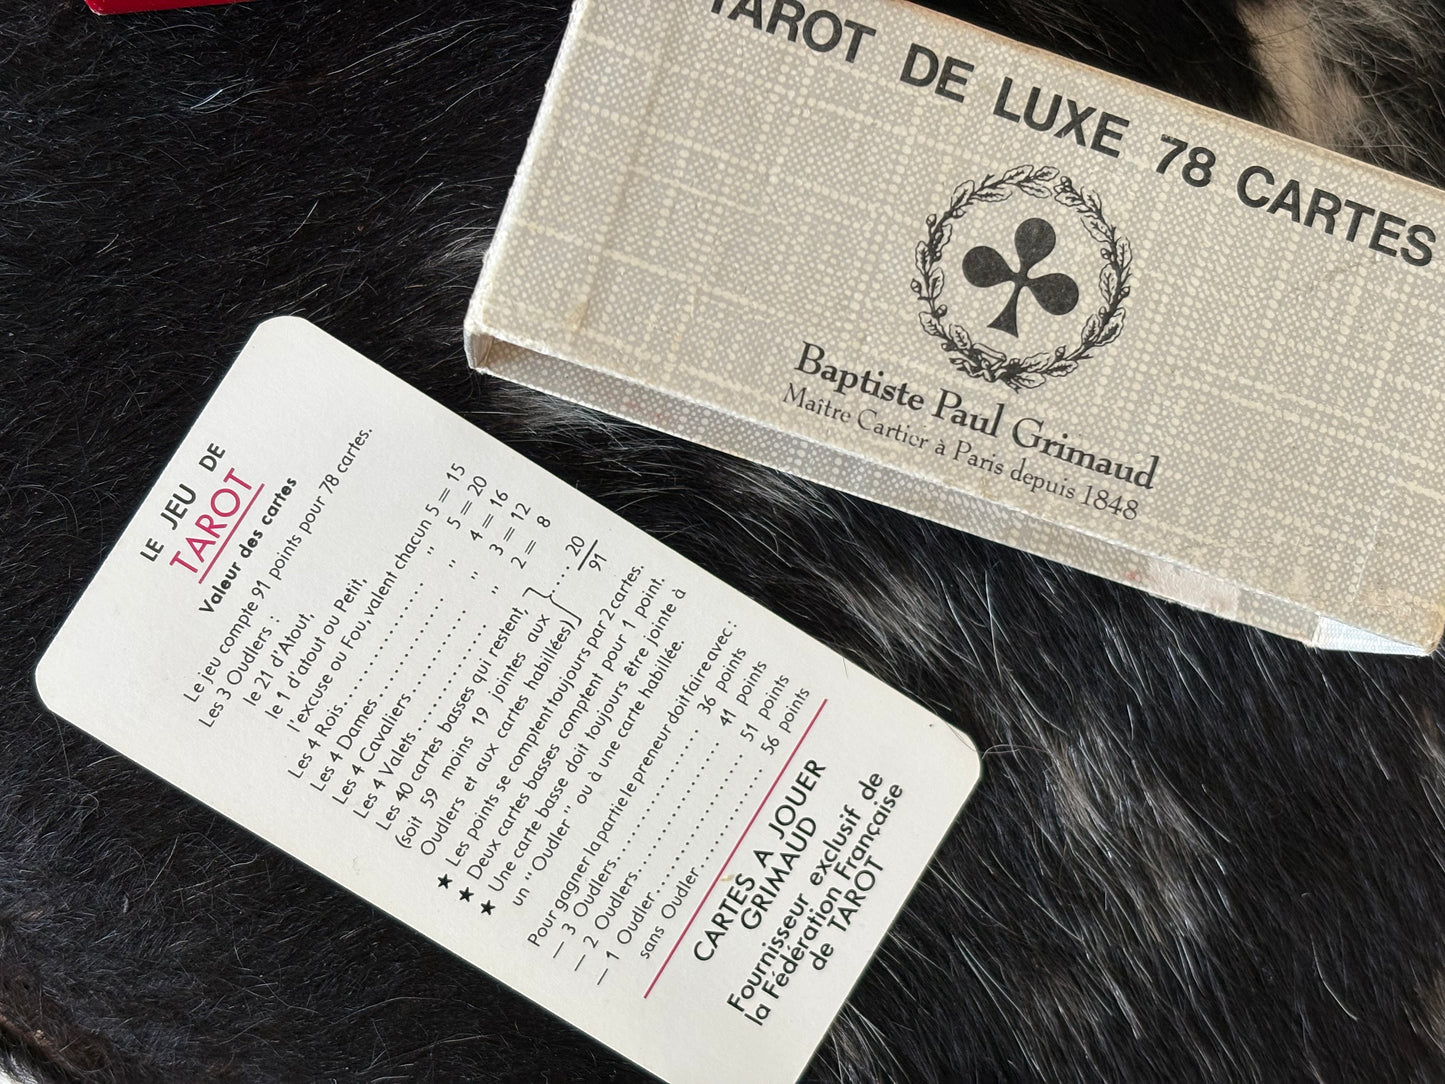 TAROT DE LUXE 78 CARTES
Baptiste Paul Grimaud
Maître Cartier à Paris depuis 1848
LE JEU DE
TAROT
Valeur des cartes
Le jeu compte 91 points pour 78 cartes.
Les 3 Oudlers :
le 21 d'Atout,
le 1 d'atout ou Petit,
l'excuse ou Fou, valent chacun 5 = 15
Les 4 Rois .................. " 5 = 20
Les 4 Dames .................. " 4 = 16
Les 4 Cavaliers .................. " 3 = 12
Les 4 Valets .................. " 2 = 8
Les 40 cartes basses qui restent,
(soit 59 moins 19 jointes aux
Oudlers et aux cartes habillées) ..... 20
91
★ Les points se comptent toujours par 2 cartes.
★ Deux cartes basses comptent pour 1 point.
★ Une carte basse doit toujours être jointe à
un "Oudler" ou à une carte habillée.
Pour gagner la partie le preneur doit faire avec :
— 3 Oudlers .................. 36 points
— 2 Oudlers .................. 41 points
— 1 Oudler .................. 51 points
sans Oudler .................. 56 points
CARTES A JOUER
GRIMAUD
Fournisseur exclusif de
la Fédération Française
de TAROT